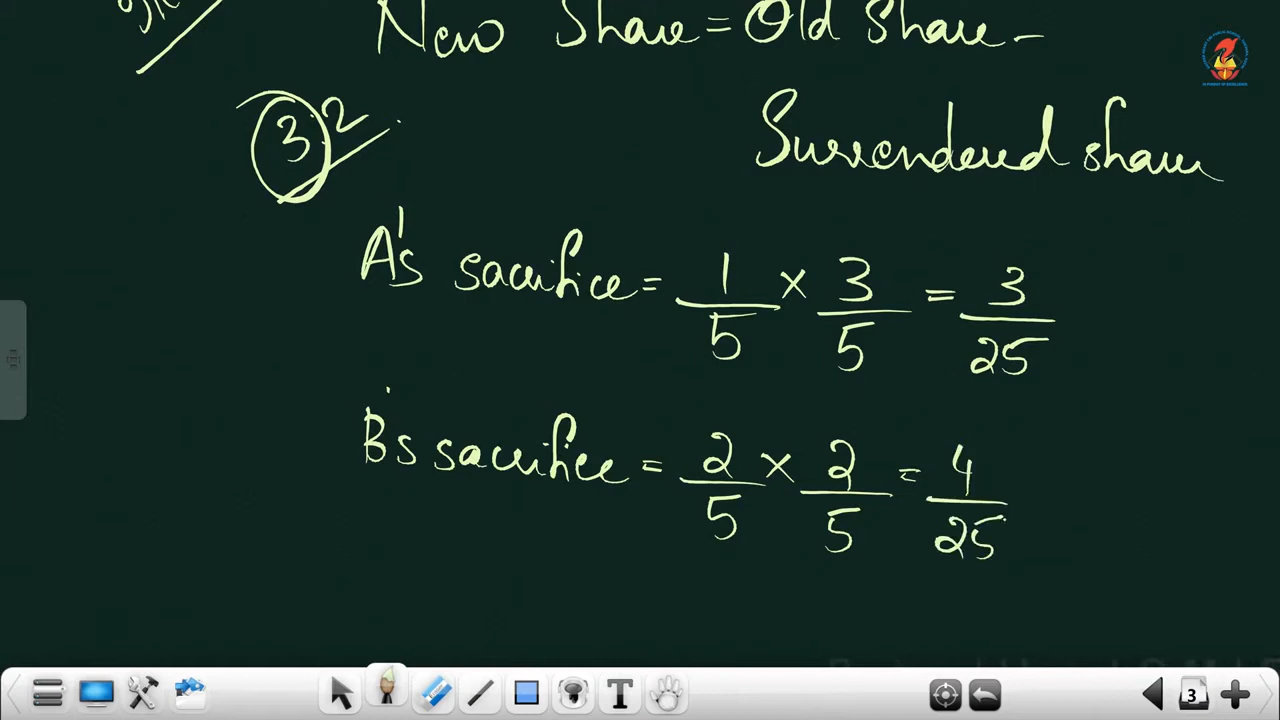 New Share = Old Share -
Surrendered share
3 2
A's sacrifice = 1/5 × 3/5 = 3/25
B's sacrifice = 2/5 × 2/5 = 4/25
3